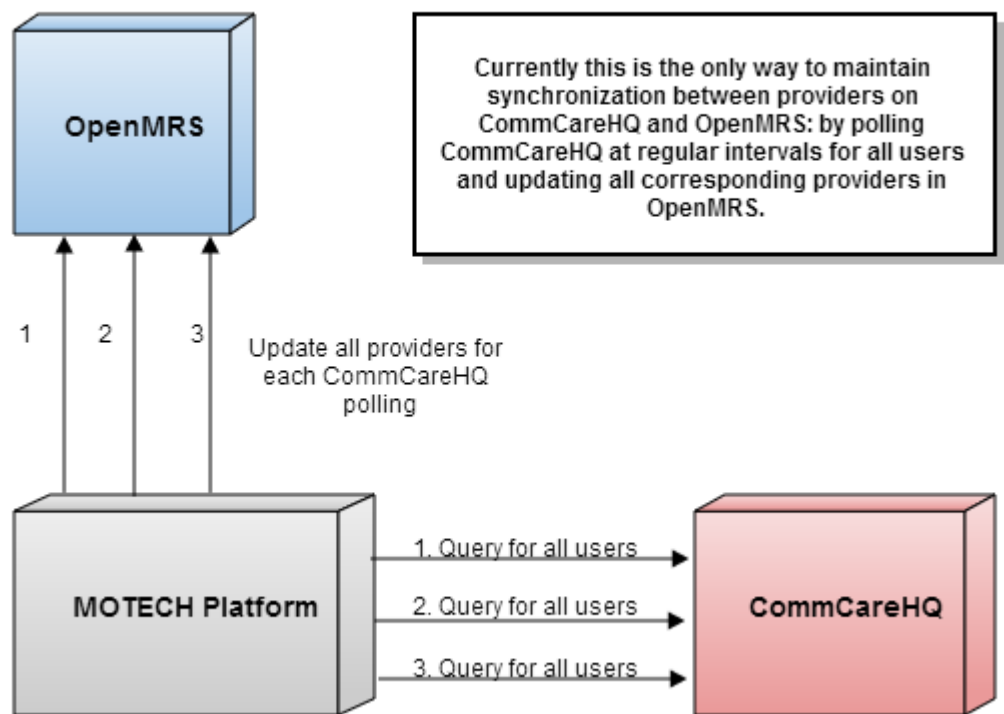 OpenMRS
Currently this is the only way to maintain
synchronization between providers on
CommCareHQ and OpenMRS: by polling
CommCareHQ at regular intervals for all users
and updating all corresponding providers in
OpenMRS.
1
2
3
Update all providers for
each CommCareHQ
polling
MOTECH Platform
1. Query for all users
2. Query for all users
3. Query for all users
CommCareHQ